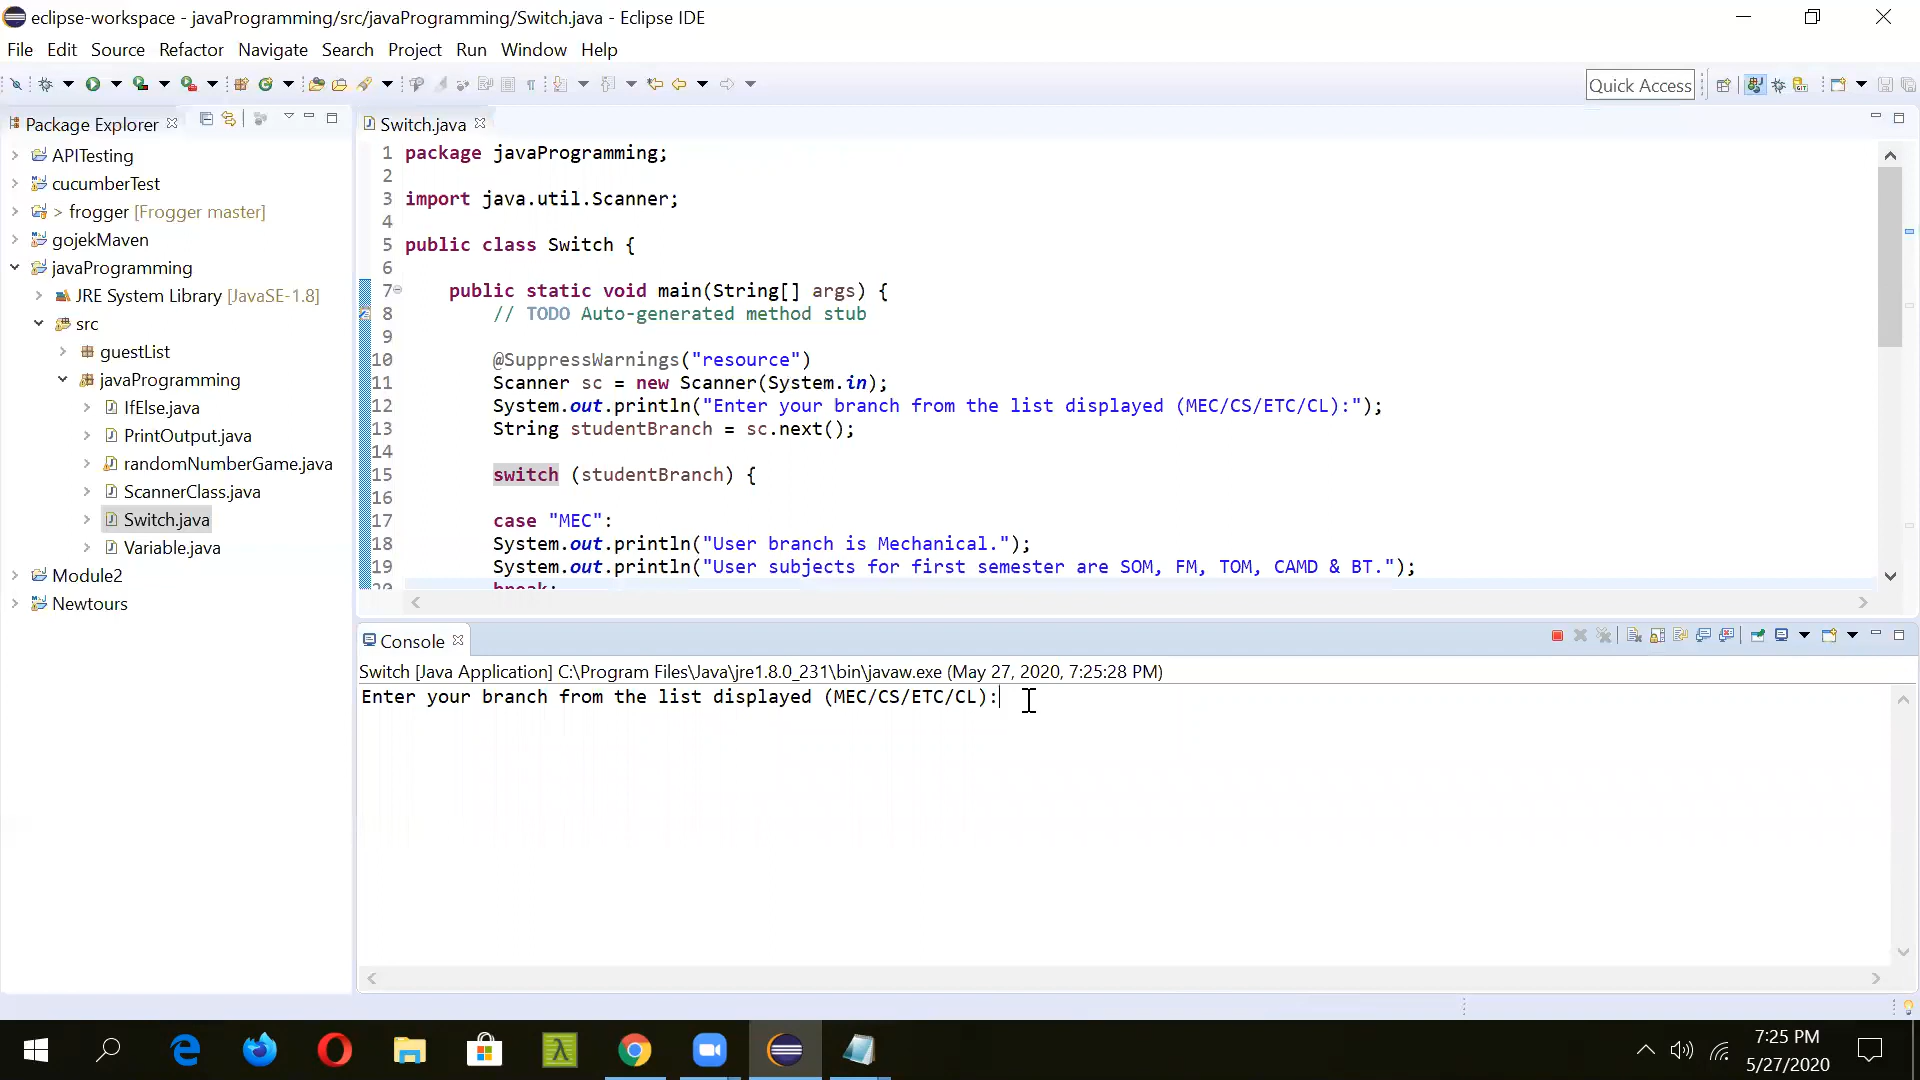 eclipse-workspace - javaProgramming/src/javaProgramming/Switch.java - Eclipse IDE
File Edit Source Refactor Navigate Search Project Run Window Help
Quick Access
Package Explorer
APITesting
cucumberTest
> frogger [Frogger master]
gojekMaven
javaProgramming
JRE System Library [JavaSE-1.8]
src
guestList
javaProgramming
IfElse.java
PrintOutput.java
randomNumberGame.java
ScannerClass.java
Switch.java
Variable.java
Module2
Newtours
Switch.java
1 package javaProgramming;
2
3 import java.util.Scanner;
4
5 public class Switch {
6
7 public static void main(String[] args) {
8 // TODO Auto-generated method stub
9
10 @SuppressWarnings("resource")
11 Scanner sc = new Scanner(System.in);
12 System.out.println("Enter your branch from the list displayed (MEC/CS/ETC/CL):");
13 String studentBranch = sc.next();
14
15 switch (studentBranch) {
16
17 case "MEC":
18 System.out.println("User branch is Mechanical.");
19 System.out.println("User subjects for first semester are SOM, FM, TOM, CAMD & BT.");
20 break;
Console
Switch [Java Application] C:\Program Files\Java\jre1.8.0_231\bin\javaw.exe (May 27, 2020, 7:25:28 PM)
Enter your branch from the list displayed (MEC/CS/ETC/CL):
7:25 PM
5/27/2020